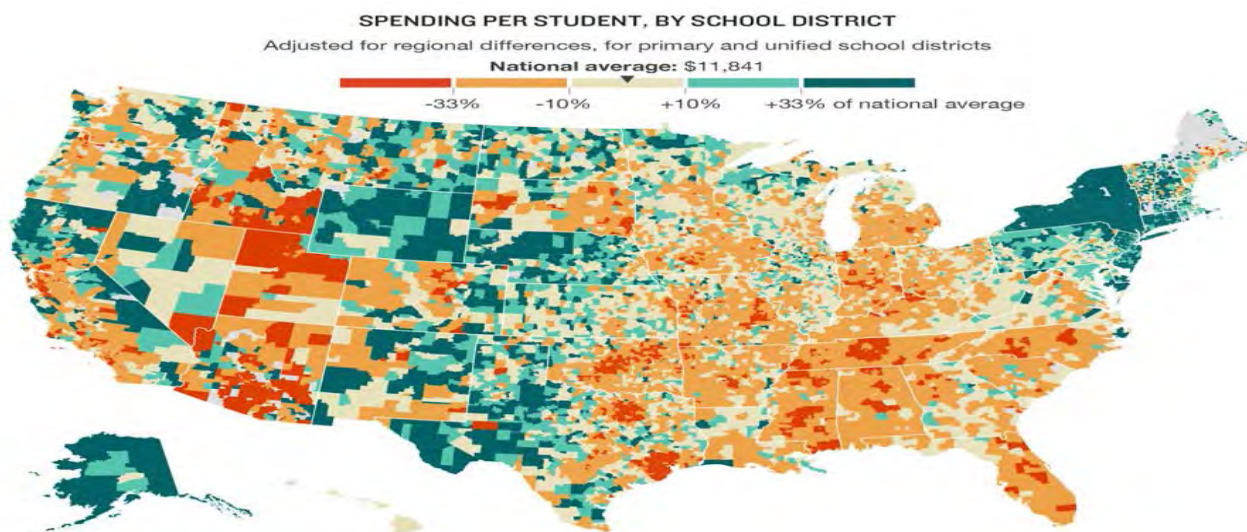 SPENDING PER STUDENT, BY SCHOOL DISTRICT
Adjusted for regional differences, for primary and unified school districts
National average: $11,841
-33% -10% +10% +33% of national average